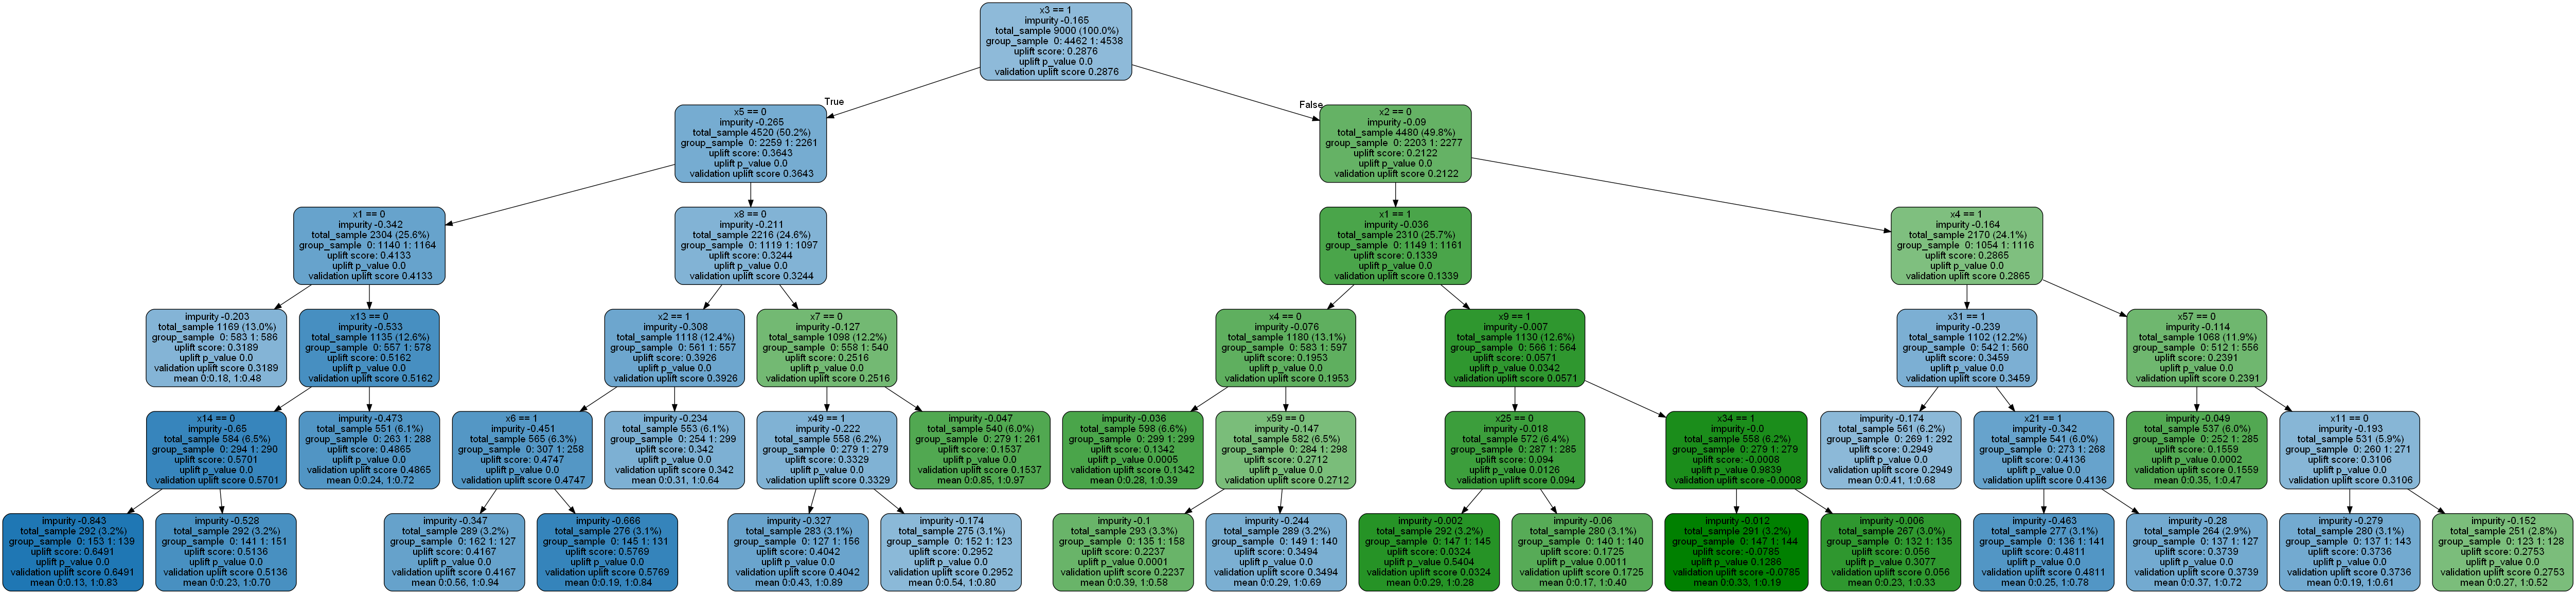 x3 == 1
impurity -0.165
total_sample 9000 (100.0%)
group_sample 0: 4462 1: 4538
uplift score: 0.2876
uplift p_value 0.0
validation uplift score 0.2876
True
False
x5 == 0
impurity -0.265
total_sample 4520 (50.2%)
group_sample 0: 2259 1: 2261
uplift score: 0.3643
uplift p_value 0.0
validation uplift score 0.3643
x2 == 0
impurity -0.09
total_sample 4480 (49.8%)
group_sample 0: 2203 1: 2277
uplift score: 0.2122
uplift p_value 0.0
validation uplift score 0.2122
x1 == 0
impurity -0.342
total_sample 2304 (25.6%)
group_sample 0: 1140 1: 1164
uplift score: 0.4133
uplift p_value 0.0
validation uplift score 0.4133
x8 == 0
impurity -0.211
total_sample 2216 (24.6%)
group_sample 0: 1119 1: 1097
uplift score: 0.3244
uplift p_value 0.0
validation uplift score 0.3244
x1 == 1
impurity -0.036
total_sample 2310 (25.7%)
group_sample 0: 1149 1: 1161
uplift score: 0.1339
uplift p_value 0.0
validation uplift score 0.1339
x4 == 1
impurity -0.164
total_sample 2170 (24.1%)
group_sample 0: 1054 1: 1116
uplift score: 0.2865
uplift p_value 0.0
validation uplift score 0.2865
impurity -0.203
total_sample 1169 (13.0%)
group_sample 0: 583 1: 586
uplift score: 0.3189
uplift p_value 0.0
validation uplift score 0.3189
mean 0:0.18, 1:0.48
x13 == 0
impurity -0.533
total_sample 1135 (12.6%)
group_sample 0: 557 1: 578
uplift score: 0.5162
uplift p_value 0.0
validation uplift score 0.5162
x2 == 1
impurity -0.308
total_sample 1118 (12.4%)
group_sample 0: 561 1: 557
uplift score: 0.3926
uplift p_value 0.0
validation uplift score 0.3926
x7 == 0
impurity -0.127
total_sample 1098 (12.2%)
group_sample 0: 558 1: 540
uplift score: 0.2516
uplift p_value 0.0
validation uplift score 0.2516
x4 == 0
impurity -0.076
total_sample 1180 (13.1%)
group_sample 0: 583 1: 597
uplift score: 0.1953
uplift p_value 0.0
validation uplift score 0.1953
x9 == 1
impurity -0.007
total_sample 1130 (12.6%)
group_sample 0: 566 1: 564
uplift score: 0.0571
uplift p_value 0.0342
validation uplift score 0.0571
x31 == 1
impurity -0.239
total_sample 1102 (12.2%)
group_sample 0: 542 1: 560
uplift score: 0.3459
uplift p_value 0.0
validation uplift score 0.3459
x57 == 0
impurity -0.114
total_sample 1068 (11.9%)
group_sample 0: 512 1: 556
uplift score: 0.2391
uplift p_value 0.0
validation uplift score 0.2391
x14 == 0
impurity -0.65
total_sample 584 (6.5%)
group_sample 0: 294 1: 290
uplift score: 0.5701
uplift p_value 0.0
validation uplift score 0.5701
impurity -0.473
total_sample 551 (6.1%)
group_sample 0: 263 1: 288
uplift score: 0.4865
uplift p_value 0.0
validation uplift score 0.4865
mean 0:0.24, 1:0.72
x6 == 1
impurity -0.451
total_sample 565 (6.3%)
group_sample 0: 307 1: 258
uplift score: 0.4747
uplift p_value 0.0
validation uplift score 0.4747
impurity -0.234
total_sample 553 (6.1%)
group_sample 0: 254 1: 299
uplift score: 0.342
uplift p_value 0.0
validation uplift score 0.342
mean 0:0.31, 1:0.64
x49 == 1
impurity -0.222
total_sample 558 (6.2%)
group_sample 0: 279 1: 279
uplift score: 0.3329
uplift p_value 0.0
validation uplift score 0.3329
impurity -0.047
total_sample 540 (6.0%)
group_sample 0: 279 1: 261
uplift score: 0.1537
uplift p_value 0.0
validation uplift score 0.1537
mean 0:0.85, 1:0.97
impurity -0.036
total_sample 598 (6.6%)
group_sample 0: 299 1: 299
uplift score: 0.1342
uplift p_value 0.0005
validation uplift score 0.1342
mean 0:0.28, 1:0.39
x59 == 0
impurity -0.147
total_sample 582 (6.5%)
group_sample 0: 284 1: 298
uplift score: 0.2712
uplift p_value 0.0
validation uplift score 0.2712
x25 == 0
impurity -0.018
total_sample 572 (6.4%)
group_sample 0: 287 1: 285
uplift score: 0.094
uplift p_value 0.0126
validation uplift score 0.094
x34 == 1
impurity -0.0
total_sample 558 (6.2%)
group_sample 0: 279 1: 279
uplift score: -0.0008
uplift p_value 0.9839
validation uplift score -0.0008
impurity -0.174
total_sample 561 (6.2%)
group_sample 0: 269 1: 292
uplift score: 0.2949
uplift p_value 0.0
validation uplift score 0.2949
mean 0:0.41, 1:0.68
x21 == 1
impurity -0.342
total_sample 541 (6.0%)
group_sample 0: 273 1: 268
uplift score: 0.4136
uplift p_value 0.0
validation uplift score 0.4136
impurity -0.049
total_sample 537 (6.0%)
group_sample 0: 252 1: 285
uplift score: 0.1559
uplift p_value 0.0002
validation uplift score 0.1559
mean 0:0.35, 1:0.47
x11 == 0
impurity -0.193
total_sample 531 (5.9%)
group_sample 0: 260 1: 271
uplift score: 0.3106
uplift p_value 0.0
validation uplift score 0.3106
impurity -0.843
total_sample 292 (3.2%)
group_sample 0: 153 1: 139
uplift score: 0.6491
uplift p_value 0.0
validation uplift score 0.6491
mean 0:0.13, 1:0.83
impurity -0.528
total_sample 292 (3.2%)
group_sample 0: 141 1: 151
uplift score: 0.5136
uplift p_value 0.0
validation uplift score 0.5136
mean 0:0.23, 1:0.70
impurity -0.347
total_sample 289 (3.2%)
group_sample 0: 162 1: 127
uplift score: 0.4167
uplift p_value 0.0
validation uplift score 0.4167
mean 0:0.56, 1:0.94
impurity -0.666
total_sample 276 (3.1%)
group_sample 0: 145 1: 131
uplift score: 0.5769
uplift p_value 0.0
validation uplift score 0.5769
mean 0:0.19, 1:0.84
impurity -0.327
total_sample 283 (3.1%)
group_sample 0: 127 1: 156
uplift score: 0.4042
uplift p_value 0.0
validation uplift score 0.4042
mean 0:0.43, 1:0.89
impurity -0.174
total_sample 275 (3.1%)
group_sample 0: 152 1: 123
uplift score: 0.2952
uplift p_value 0.0
validation uplift score 0.2952
mean 0:0.54, 1:0.80
impurity -0.1
total_sample 293 (3.3%)
group_sample 0: 135 1: 158
uplift score: 0.2237
uplift p_value 0.0001
validation uplift score 0.2237
mean 0:0.39, 1:0.58
impurity -0.244
total_sample 289 (3.2%)
group_sample 0: 149 1: 140
uplift score: 0.3494
uplift p_value 0.0
validation uplift score 0.3494
mean 0:0.29, 1:0.69
impurity -0.002
total_sample 292 (3.2%)
group_sample 0: 147 1: 145
uplift score: 0.0324
uplift p_value 0.5404
validation uplift score 0.0324
mean 0:0.29, 1:0.28
impurity -0.06
total_sample 280 (3.1%)
group_sample 0: 140 1: 140
uplift score: 0.1725
uplift p_value 0.0011
validation uplift score 0.1725
mean 0:0.17, 1:0.40
impurity -0.012
total_sample 291 (3.2%)
group_sample 0: 147 1: 144
uplift score: -0.0785
uplift p_value 0.1286
validation uplift score -0.0785
mean 0:0.33, 1:0.19
impurity -0.006
total_sample 267 (3.0%)
group_sample 0: 132 1: 135
uplift score: 0.056
uplift p_value 0.3077
validation uplift score 0.056
mean 0:0.23, 1:0.33
impurity -0.463
total_sample 277 (3.1%)
group_sample 0: 136 1: 141
uplift score: 0.4811
uplift p_value 0.0
validation uplift score 0.4811
mean 0:0.25, 1:0.78
impurity -0.28
total_sample 264 (2.9%)
group_sample 0: 137 1: 127
uplift score: 0.3739
uplift p_value 0.0
validation uplift score 0.3739
mean 0:0.37, 1:0.72
impurity -0.279
total_sample 280 (3.1%)
group_sample 0: 137 1: 143
uplift score: 0.3736
uplift p_value 0.0
validation uplift score 0.3736
mean 0:0.19, 1:0.61
impurity -0.152
total_sample 251 (2.8%)
group_sample 0: 123 1: 128
uplift score: 0.2753
uplift p_value 0.0
validation uplift score 0.2753
mean 0:0.27, 1:0.52